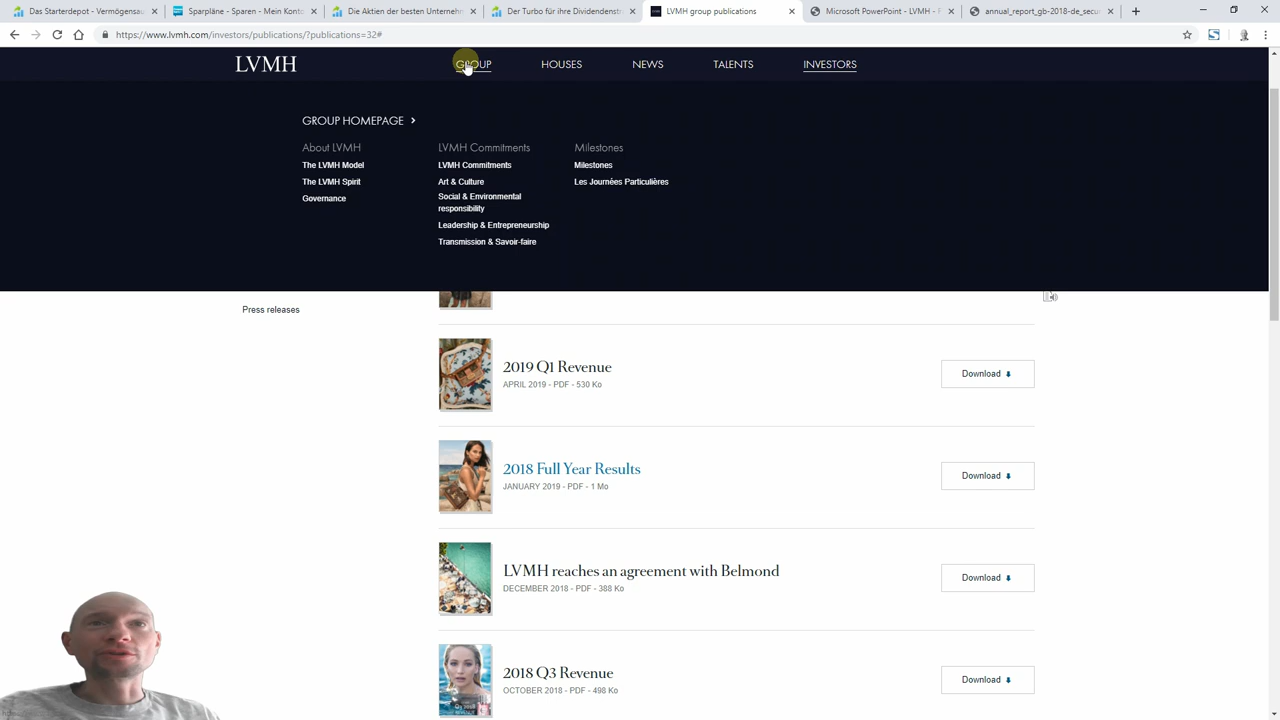 Das Starterdepot - Vermögensau
Sparpläne - Sparen - Mein Konto
Die Aktien der besten Unternehm
Der Turbo für ihre Dividendenstr
LVMH group publications
Microsoft PowerPoint - LVMH - F
annual_report_gb-2018-de_secu
https://www.lvmh.com/investors/publications/?publications=32#
LVMH
GROUP
HOUSES
NEWS
TALENTS
INVESTORS
GROUP HOMEPAGE
About LVMH
The LVMH Model
The LVMH Spirit
Governance
LVMH Commitments
LVMH Commitments
Art & Culture
Social & Environmental
responsibility
Leadership & Entrepreneurship
Transmission & Savoir-faire
Milestones
Milestones
Les Journées Particulières
Press releases
2019 Q1 Revenue
APRIL 2019 - PDF - 530 Ko
Download
2018 Full Year Results
JANUARY 2019 - PDF - 1 Mo
Download
LVMH reaches an agreement with Belmond
DECEMBER 2018 - PDF - 388 Ko
Download
2018 Q3 Revenue
OCTOBER 2018 - PDF - 498 Ko
Download